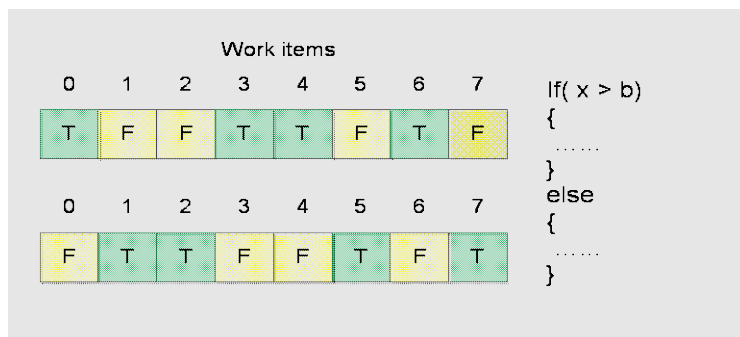 Work items
0 1 2 3 4 5 6 7
T F F T T F T F
0 1 2 3 4 5 6 7
F T T F F T F T
If( x > b)
{
......
}
else
{
......
}